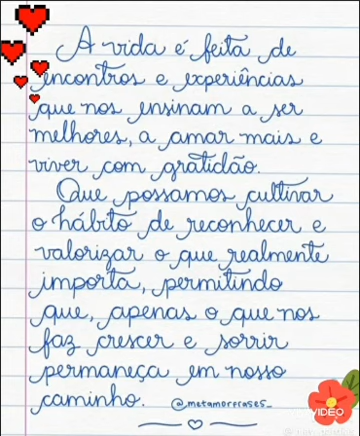 A vida é feita de
encontros e experiências
que nos ensinam a ser
melhores, a amar mais e
viver com gratidão.
Que possamos cultivar
o hábito de reconhecer e
valorizar o que realmente
importa, permitindo
que, apenas o que nos
faz crescer e sorrir
permaneça em nosso
caminho. @metamorfases_
VIDEO